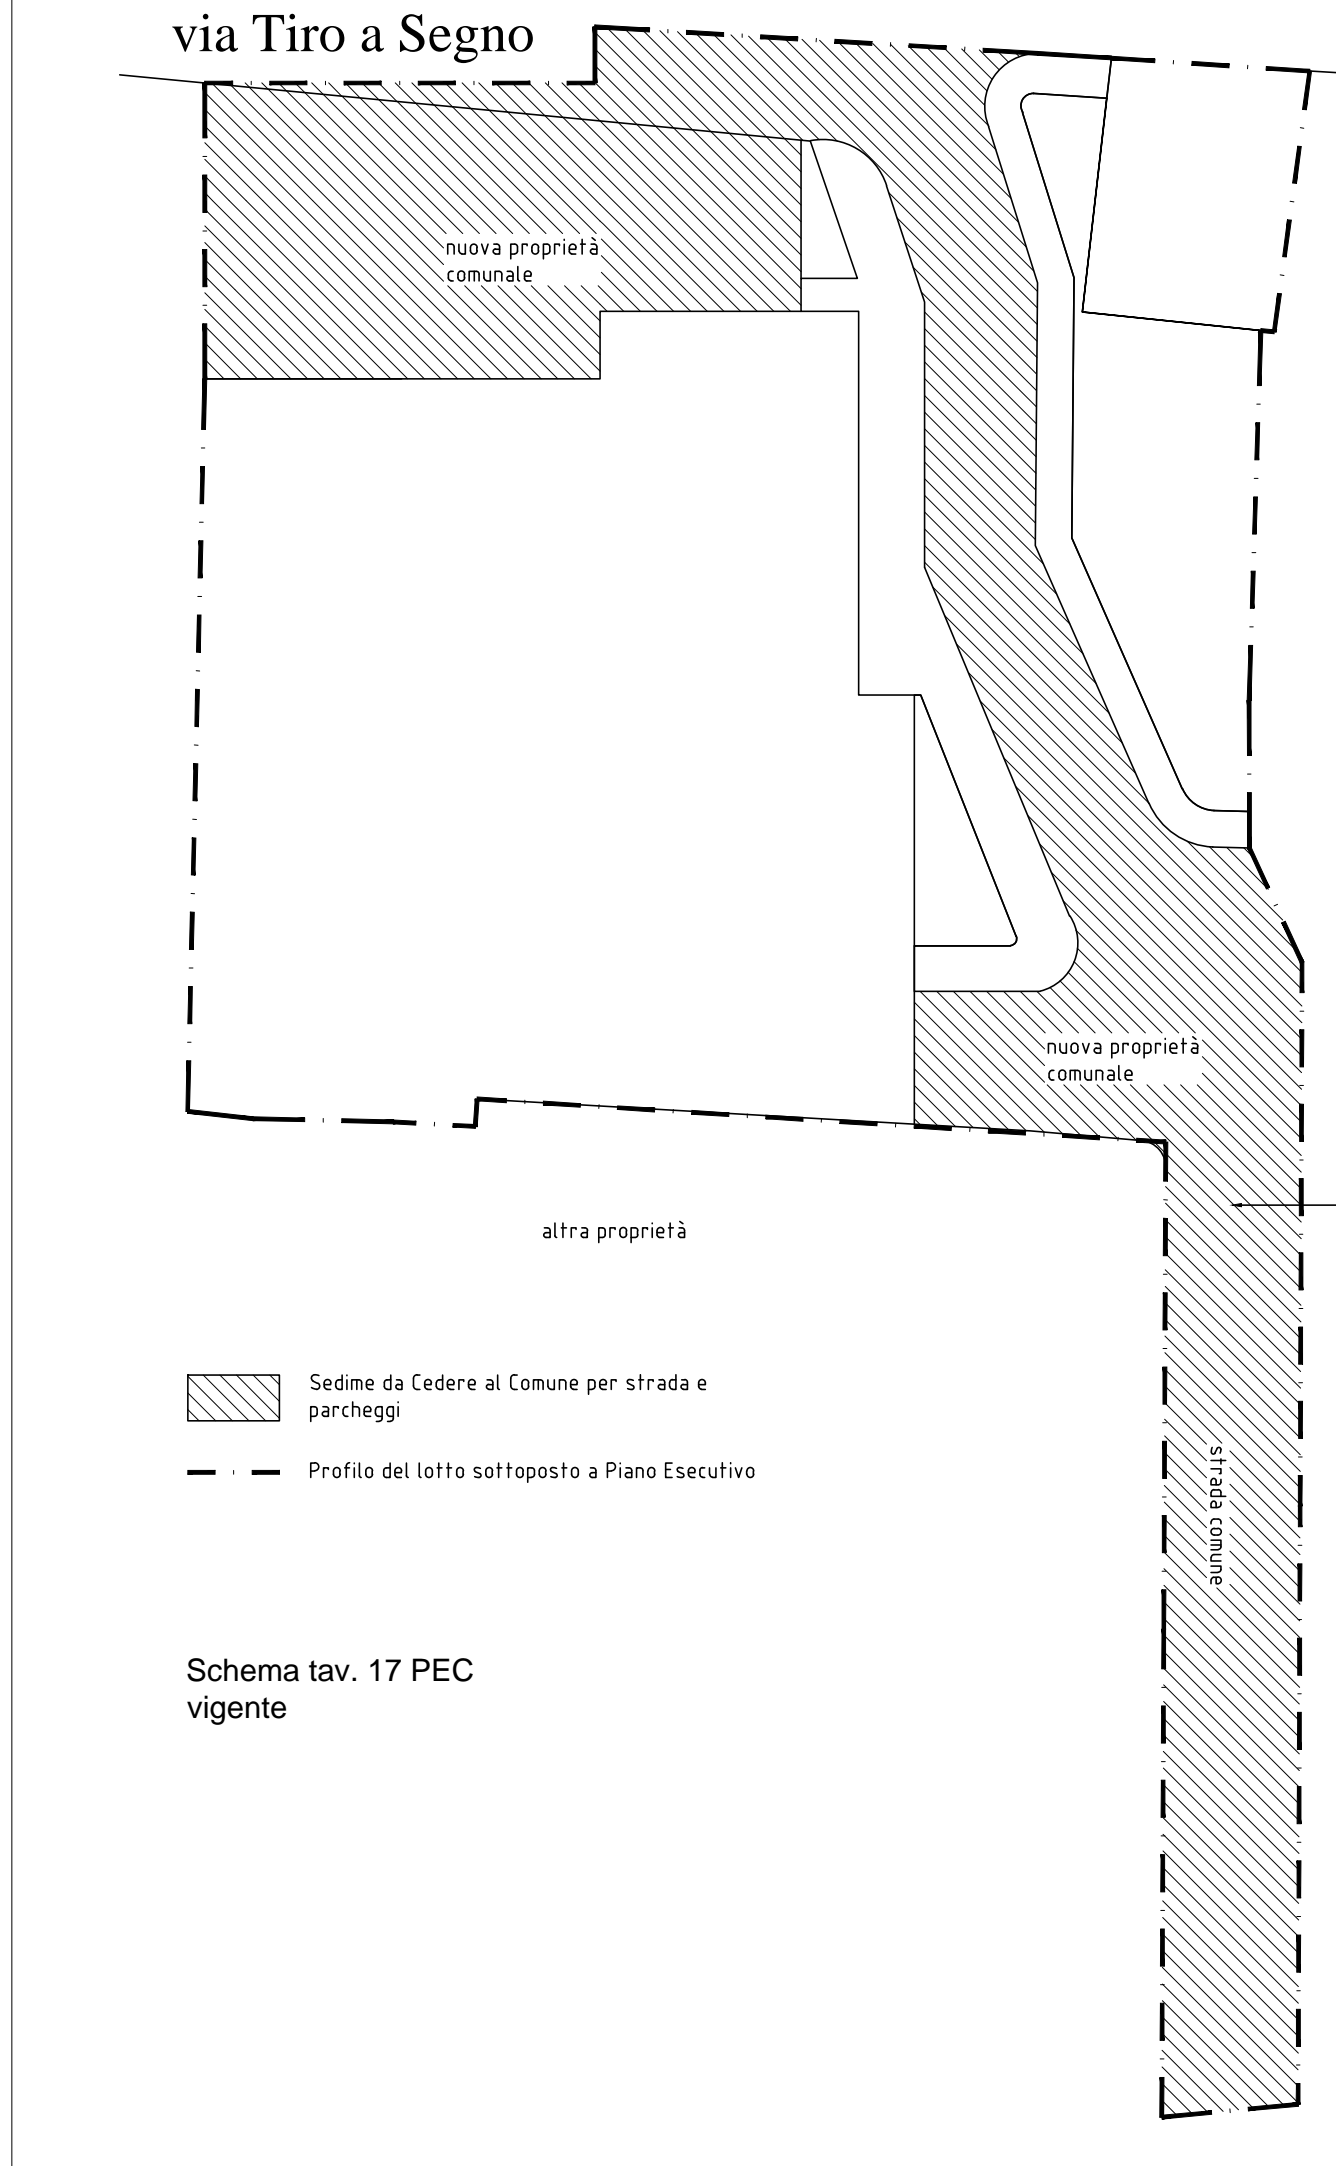 via Tiro a Segno
nuova proprietà
comunale
nuova proprietà
comunale
altra proprietà
Sedime da Cedere al Comune per strada e
parcheggi
Profilo del lotto sottoposto a Piano Esecutivo
strada comune
Schema tav. 17 PEC
vigente